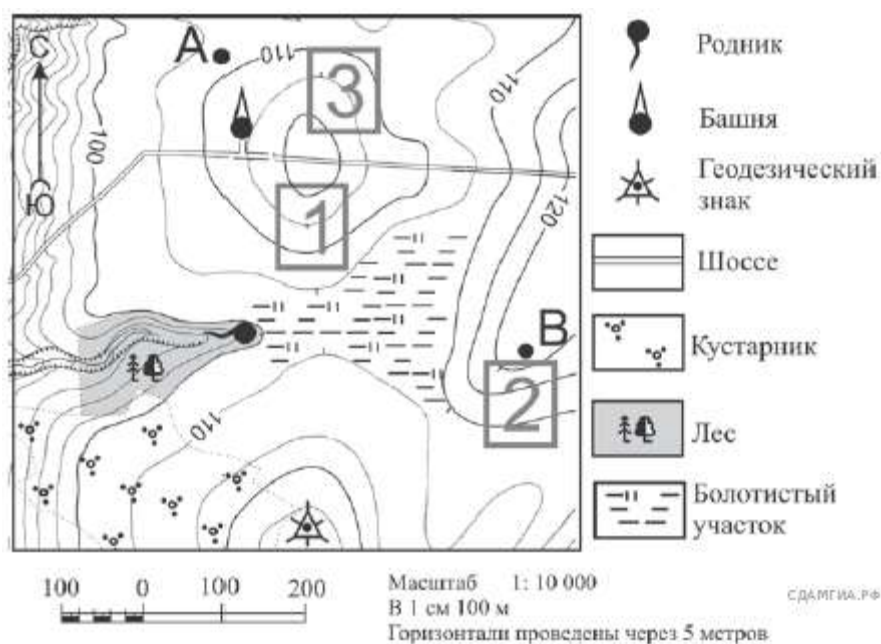 А
С
Ю
3
110
100
1
110
120
В
2
110
Родник
Башня
Геодезический
знак
Шоссе
Кустарник
Лес
Болотистый
участок
100 0 100 200
Масштаб 1: 10 000
В 1 см 100 м
Горизонтали проведены через 5 метров
СДАМГИА.РФ